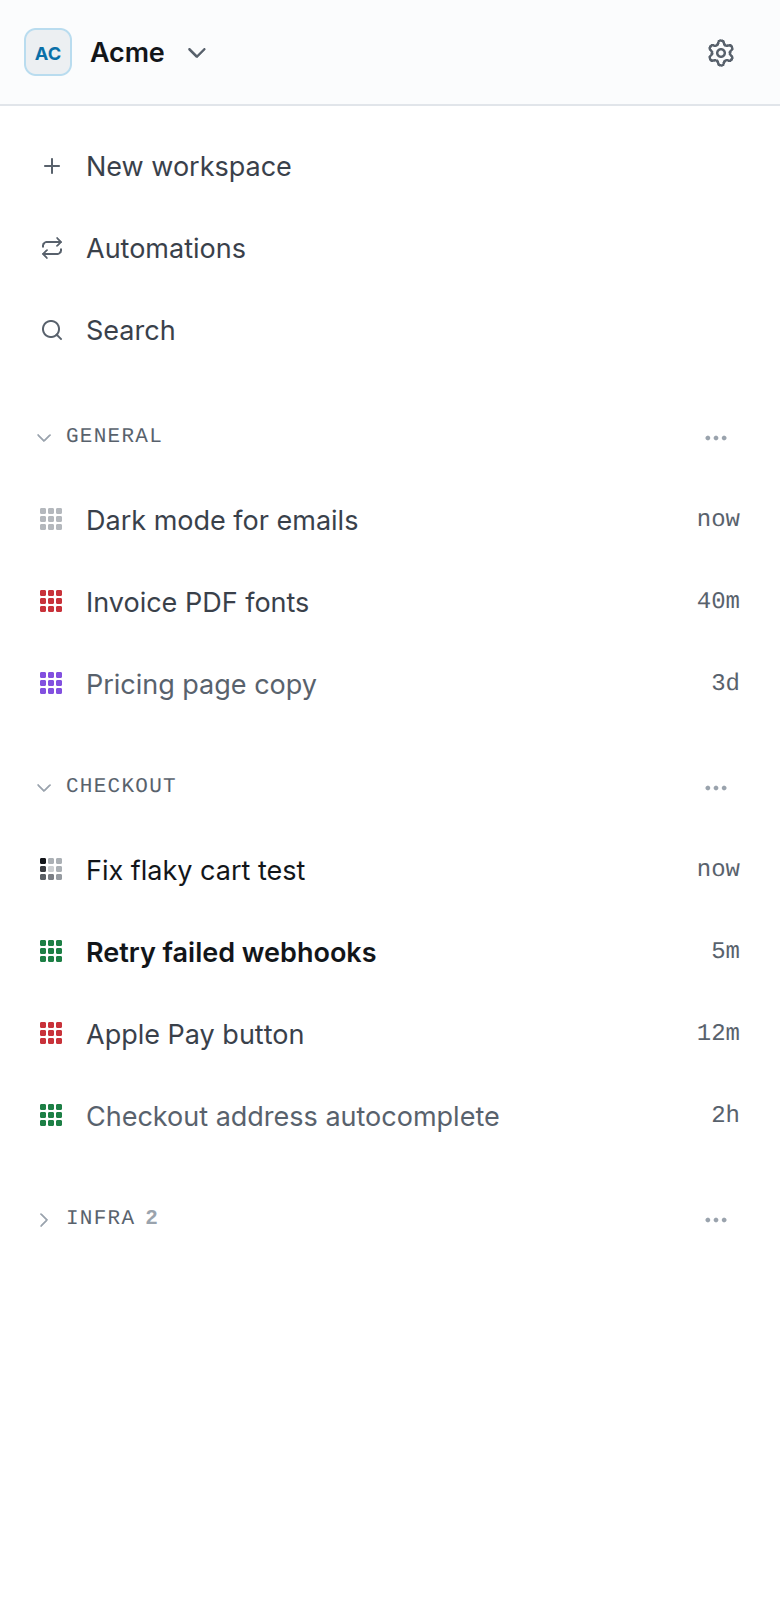 AC Acme
New workspace
Automations
Search
GENERAL
Dark mode for emails now
Invoice PDF fonts 40m
Pricing page copy 3d
CHECKOUT
Fix flaky cart test now
Retry failed webhooks 5m
Apple Pay button 12m
Checkout address autocomplete 2h
INFRA 2